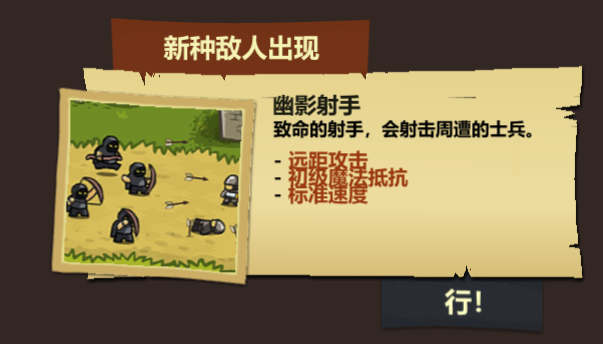 新种敌人出现
幽影射手
致命的射手，会射击周遭的士兵。
- 远距攻击
- 初级魔法抵抗
- 标准速度
行！